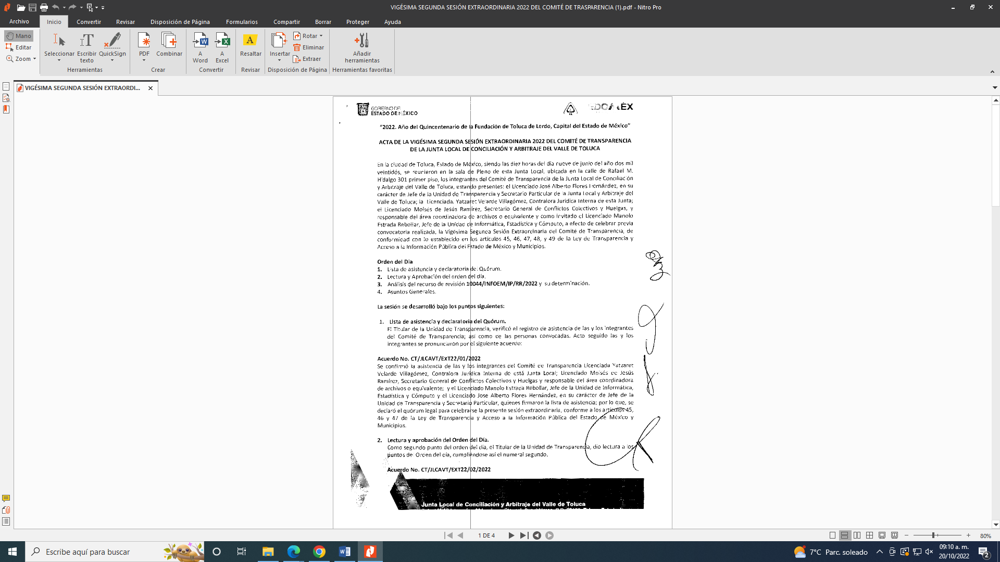 VIGÉSIMA SEGUNDA SESIÓN EXTRAORDINARIA 2022 DEL COMITÉ DE TRASPARENCIA (1).pdf - Nitro Pro
Archivo Inicio Convertir Revisar Disposición de Página Formularios Compartir Borrar Proteger Ayuda
Mano
Editar
Zoom
Seleccionar
Escribir texto
QuickSign
Herramientas
PDF
Combinar
Crear
A Word
A Excel
Convertir
Resaltar
Revisar
Insertar
Rotar
Eliminar
Extraer
Disposición de Página
Añadir herramientas
Herramientas favoritas
VIGÉSIMA SEGUNDA SESIÓN EXTRAORDI...
GOBIERNO DEL
ESTADO DE MÉXICO
“2022. Año del Quincentenario de la Fundación de Toluca de Lerdo, Capital del Estado de México”
ACTA DE LA VIGÉSIMA SEGUNDA SESIÓN EXTRAORDINARIA 2022 DEL COMITÉ DE TRANSPARENCIA
DE LA JUNTA LOCAL DE CONCILIACIÓN Y ARBITRAJE DEL VALLE DE TOLUCA
En la ciudad de Toluca, Estado de México, siendo las diez horas del día nueve de junio del año dos mil
veintidós, se reunieron en la sala de Pleno de esta Junta Local, ubicada en la calle de Rafael M.
Hidalgo 301 primer piso, los integrantes del Comité de Transparencia de la Junta Local de Conciliación
y Arbitraje del Valle de Toluca, estando presentes: el Licenciado José Alberto Flores Hernández, en su
carácter de Jefe de la Unidad de Transparencia y Secretario Particular de la Junta Local y Arbitraje del
Valle de Toluca; la Licenciada. Yatzaret Velarde Villagómez, Contralora Jurídica Interna de esta Junta;
el Licenciado Moisés de Jesús Ramírez, Secretario General de Conflictos Colectivos y Huelgas, y
responsable del área coordinadora de archivos o equivalente y como invitado el Licenciado Manolo
Estrada Rebollar, Jefe de la Unidad de Informática, Estadística y Cómputo, a efecto de celebrar previa
convocatoria realizada, la Vigésima Segunda Sesión Extraordinaria del Comité de Transparencia, de
conformidad con lo establecido en los artículos 45, 46, 47, 48, y 49 de la Ley de Transparencia y
Acceso a la Información Pública del Estado de México y Municipios.
Orden del Día
1. Lista de asistencia y declaratoria del Quórum.
2. Lectura y Aprobación del orden del día.
3. Análisis del recurso de revisión 10044/INFOEM/IP/RR/2022 y su determinación.
4. Asuntos Generales.
La sesión se desarrolló bajo los puntos siguientes:
1. Lista de asistencia y declaratoria del Quórum.
El Titular de la Unidad de Transparencia, verificó el registro de asistencia de las y los integrantes
del Comité de Transparencia; así como de las personas convocadas. Acto seguido las y los
integrantes se pronunciaron por el siguiente acuerdo:
Acuerdo No. CT/JLCAVT/EXT22/01/2022
Se confirmó la asistencia de las y los integrantes del Comité de Transparencia Licenciada Yatzaret
Velarde Villagómez, Contralora Jurídica Interna de está Junta Local; Licenciado Moisés de Jesús
Ramírez, Secretario General de Conflictos Colectivos y Huelgas y responsable del área coordinadora
de archivos o equivalente; y el Licenciado Manolo Estrada Rebollar, Jefe de la Unidad de Informática,
Estadística y Cómputo y el Licenciado José Alberto Flores Hernández, en su carácter de Jefe de la
Unidad de Transparencia y Secretario Particular, quienes firmaron la lista de asistencia; por lo que, se
declaró el quórum legal para celebrarse la presente sesión extraordinaria, conforme a los artículos 45,
46 y 47 de la Ley de Transparencia y Acceso a la Información Pública del Estado de México y
Municipios.
2. Lectura y aprobación del Orden del Día.
Como segundo punto del orden del día, el Titular de la Unidad de Transparencia, dio lectura a los
puntos del Orden del día, cumpliéndose así el numeral segundo.
Acuerdo No. CT/JLCAVT/EXT22/02/2022
Junta Local de Conciliación y Arbitraje del Valle de Toluca
1 DE 4
80%
Escribe aquí para buscar
7°C Parc. soleado
09:10 a. m.
20/10/2022
2